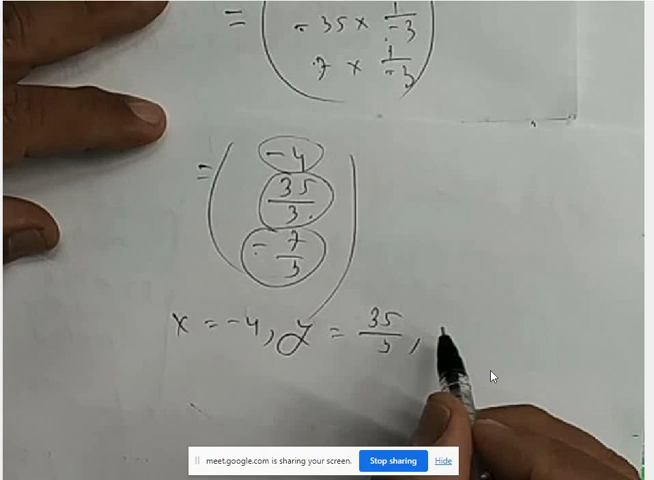 = -35 × 1/-3
7 × 1/-3
= ( -4
35/3
-7/3 )
x = -4, y = 35/3,
meet.google.com is sharing your screen. Stop sharing Hide